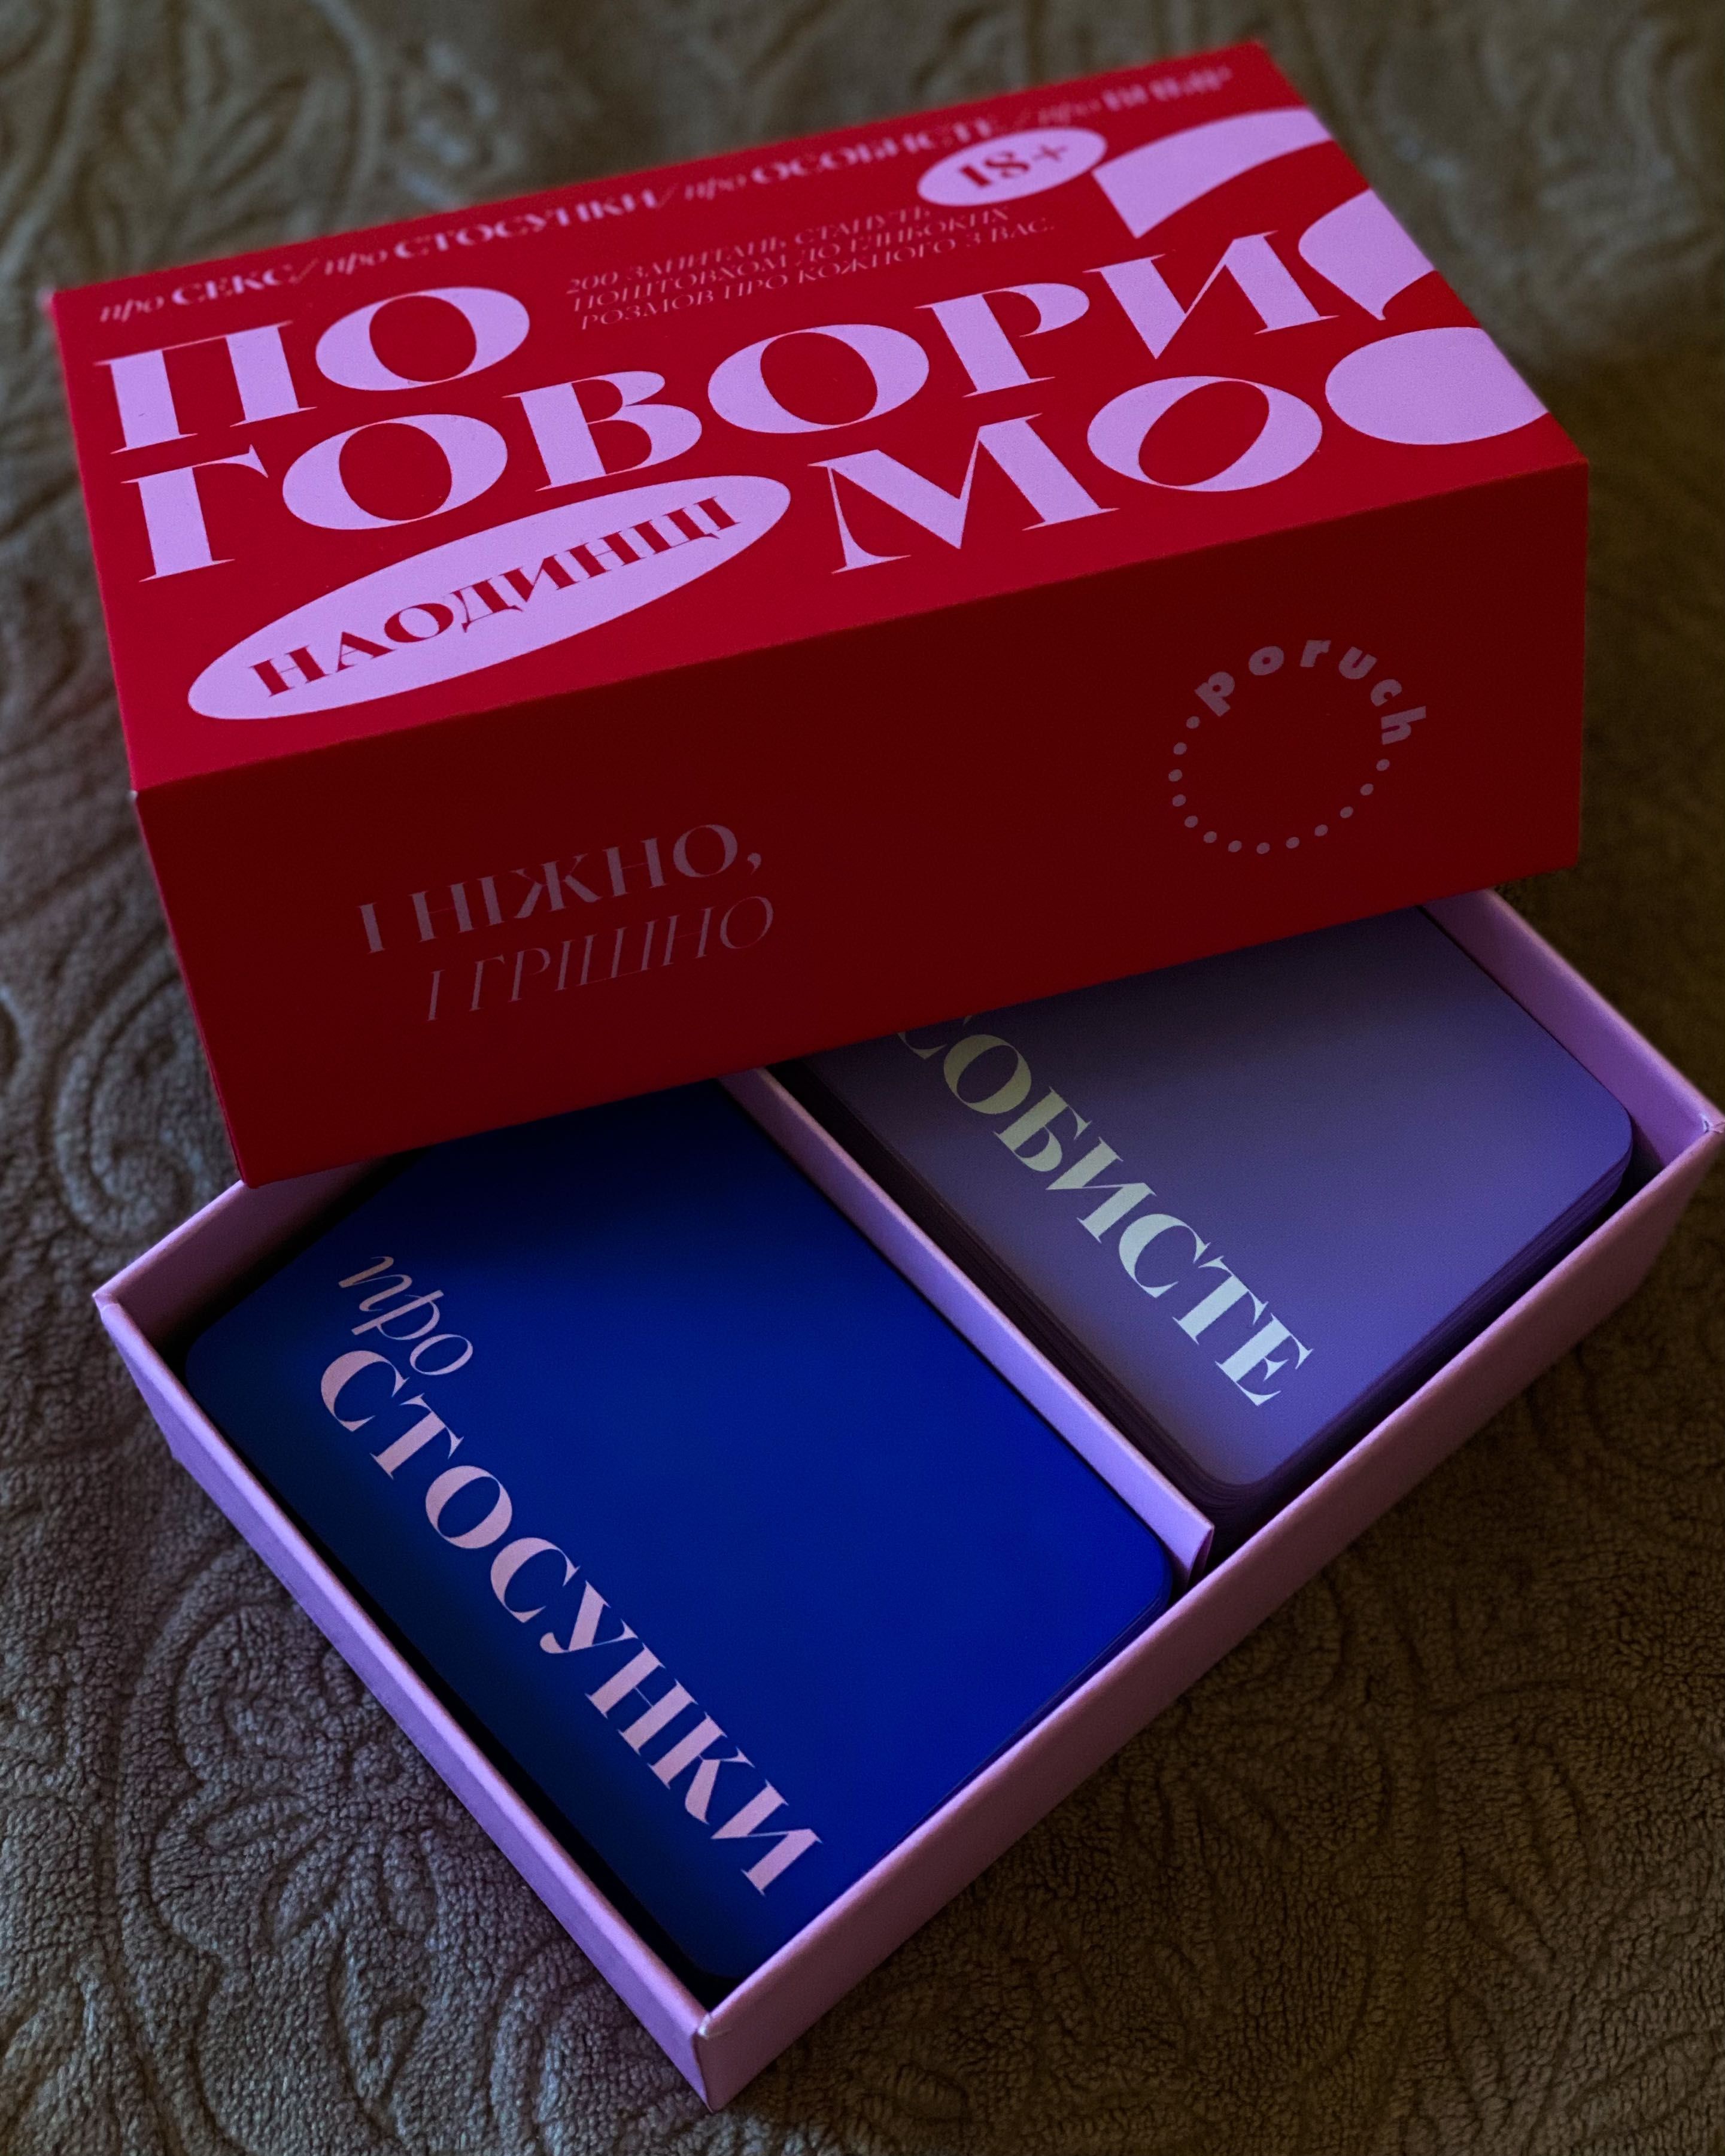 про СЕКС/ про СТОСУНКИ/ про ОСОБИСТЕ / про
18+
200 ЗАПИТАНЬ СТАНУТЬ
ПОШТОВХОМ ДО ГЛИБОКИХ
РОЗМОВ ПРО КОЖНОГО З ВАС.
ПО
ГОВОРИ
МО?
НАОДИНЦІ
poruch
І НІЖНО,
І ГРІШНО
СОБИСТЕ
про
СТОСУНКИ